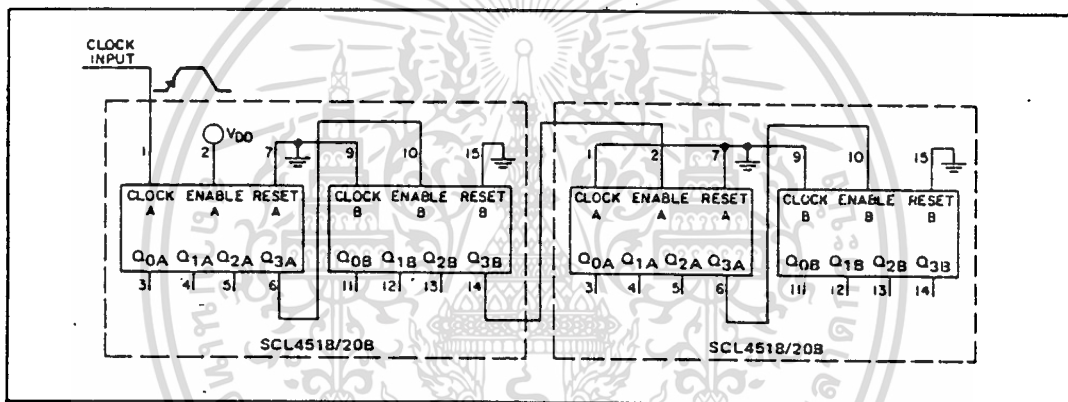 CLOCK
INPUT
VDD
1 2 7 9 10 15
1 2 7 9 10 15
CLOCK ENABLE RESET
A A A
CLOCK ENABLE RESET
B B B
CLOCK ENABLE RESET
A A A
CLOCK ENABLE RESET
B B B
Q0A Q1A Q2A Q3A
Q0B Q1B Q2B Q3B
Q0A Q1A Q2A Q3A
Q0B Q1B Q2B Q3B
3 4 5 6
11 12 13 14
3 4 5 6
11 12 13 14
SCL4518/20B
SCL4518/20B